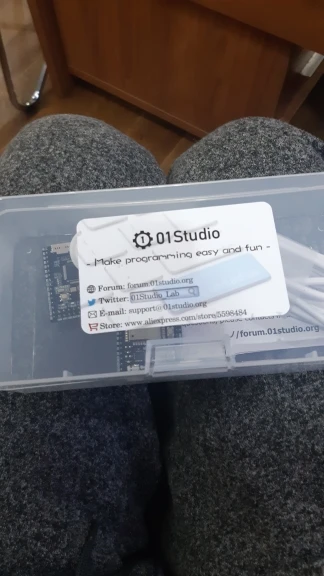 01Studio
- Make programming easy and fun -
Forum: forum.01studio.org
Twitter: 01Studio_Lab
E-mail: support@01studio.org
Store: www.aliexpress.com/store/5598484
//forum.01studio.org